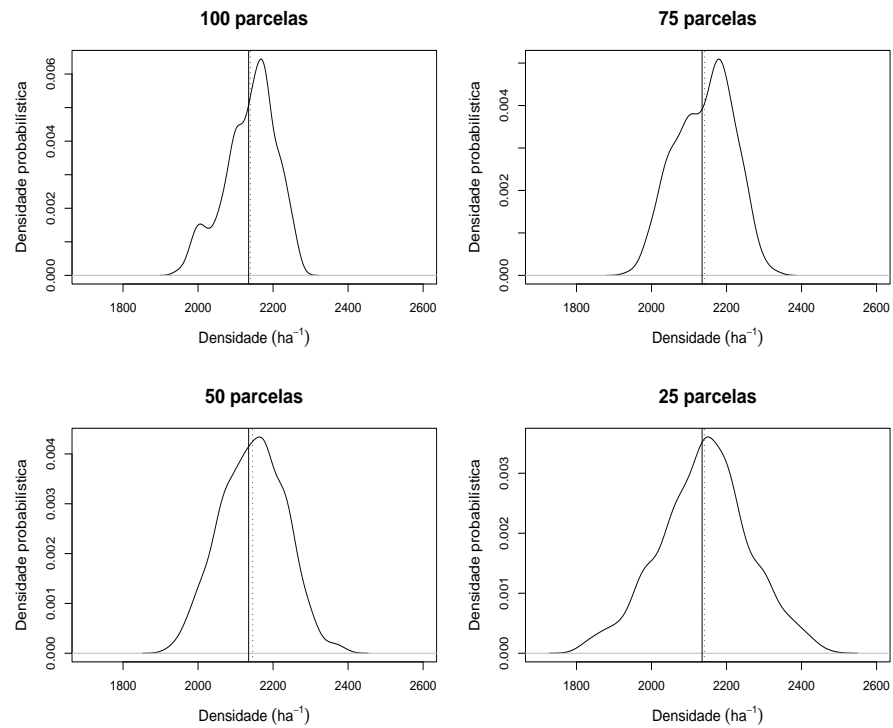 100 parcelas
Densidade probabilística
0.000
0.002
0.004
0.006
1800 2000 2200 2400 2600
Densidade (ha⁻¹)
75 parcelas
Densidade probabilística
0.000
0.002
0.004
1800 2000 2200 2400 2600
Densidade (ha⁻¹)
50 parcelas
Densidade probabilística
0.000
0.001
0.002
0.003
0.004
1800 2000 2200 2400 2600
Densidade (ha⁻¹)
25 parcelas
Densidade probabilística
0.000
0.001
0.002
0.003
1800 2000 2200 2400 2600
Densidade (ha⁻¹)